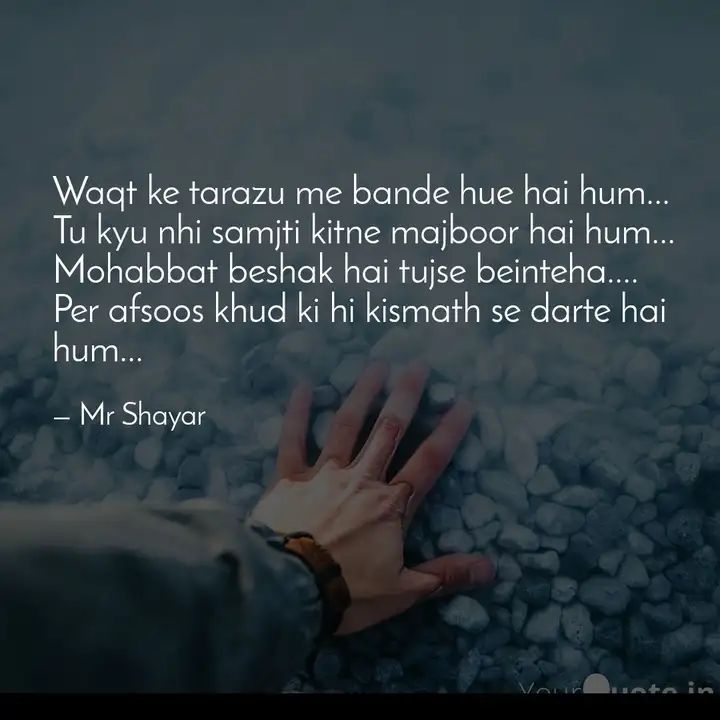 Waqt ke tarazu me bande hue hai hum...
Tu kyu nhi samjti kitne majboor hai hum...
Mohabbat beshak hai tujse beinteha....
Per afsoos khud ki hi kismath se darte hai
hum...
– Mr Shayar